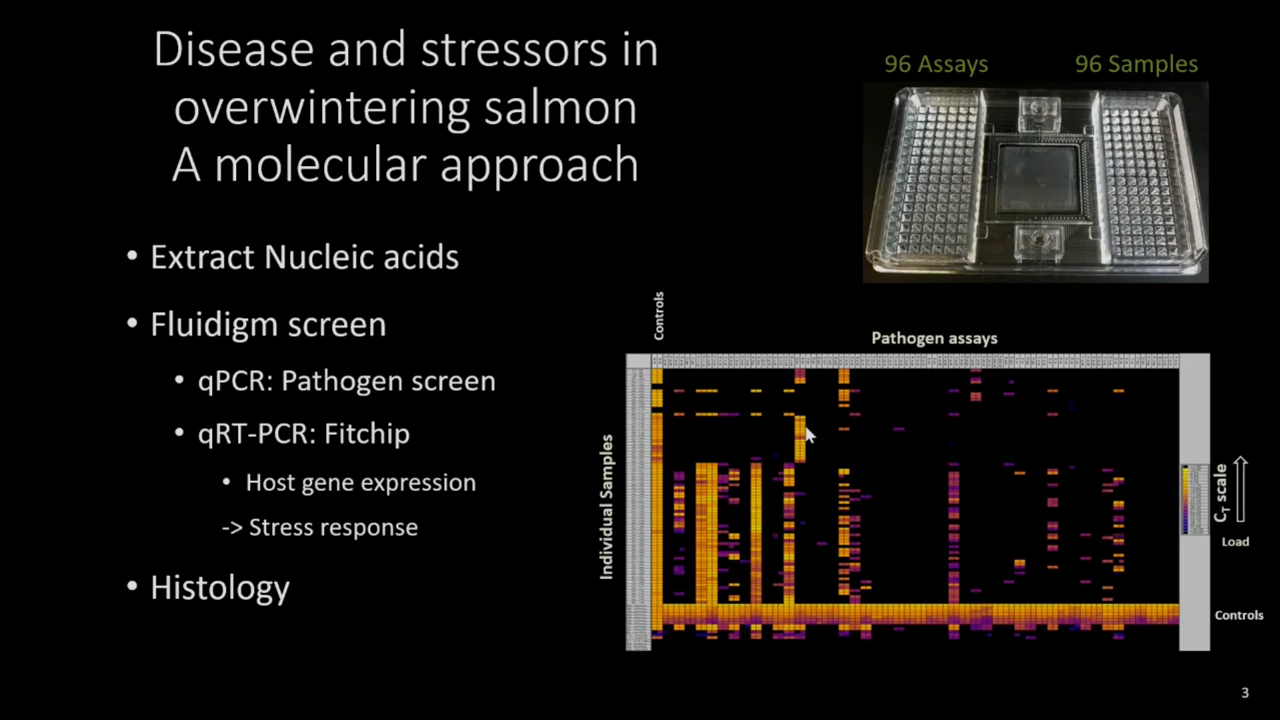 Disease and stressors in
overwintering salmon
A molecular approach
• Extract Nucleic acids
• Fluidigm screen
• qPCR: Pathogen screen
• qRT-PCR: Fitchip
• Host gene expression
-> Stress response
• Histology
96 Assays
96 Samples
Controls
Pathogen assays
Individual Samples
CT scale
Load
Controls
3